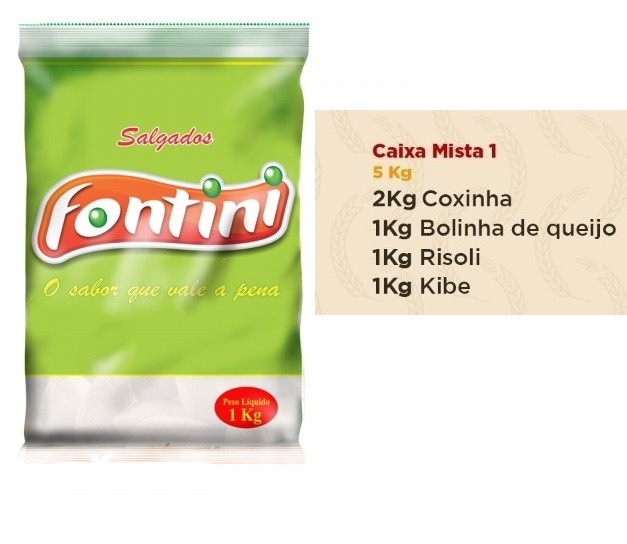 Salgados
fontini
O sabor que vale a pena
Peso Líquido
1 Kg
Caixa Mista 1
5 Kg
2Kg Coxinha
1Kg Bolinha de queijo
1Kg Risoli
1Kg Kibe